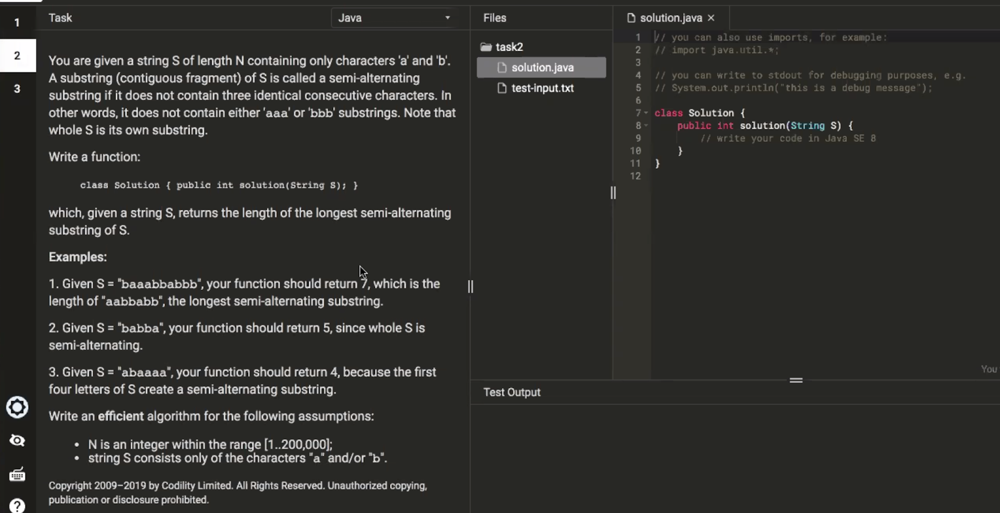 1
2
3
Task
Java
You are given a string S of length N containing only characters 'a' and 'b'.
A substring (contiguous fragment) of S is called a semi-alternating
substring if it does not contain three identical consecutive characters. In
other words, it does not contain either 'aaa' or 'bbb' substrings. Note that
whole S is its own substring.
Write a function:
class Solution { public int solution(String S); }
which, given a string S, returns the length of the longest semi-alternating
substring of S.
Examples:
1. Given S = "baaabbabbb", your function should return 7, which is the
length of "aabbabb", the longest semi-alternating substring.
2. Given S = "babba", your function should return 5, since whole S is
semi-alternating.
3. Given S = "abaaaa", your function should return 4, because the first
four letters of S create a semi-alternating substring.
Write an efficient algorithm for the following assumptions:
• N is an integer within the range [1..200,000];
• string S consists only of the characters "a" and/or "b".
Copyright 2009–2019 by Codility Limited. All Rights Reserved. Unauthorized copying,
publication or disclosure prohibited.
?
Files
task2
solution.java
test-input.txt
solution.java ×
1 // you can also use imports, for example:
2 // import java.util.*;
3
4 // you can write to stdout for debugging purposes, e.g.
5 // System.out.println("this is a debug message");
6
7 class Solution {
8 public int solution(String S) {
9 // write your code in Java SE 8
10 }
11 }
12
You
Test Output